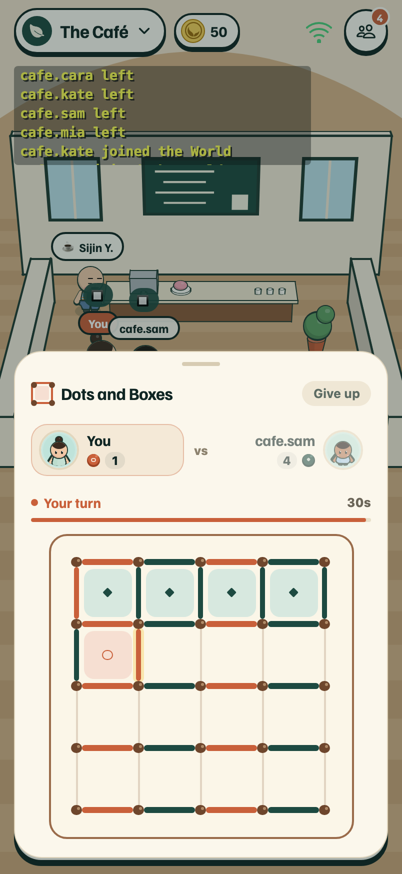 The Café
50
4
cafe.cara left
cafe.kate left
cafe.sam left
cafe.mia left
cafe.kate joined the World
Sijin Y.
You
cafe.sam
Dots and Boxes
Give up
You
1
vs
cafe.sam
4
Your turn
30s